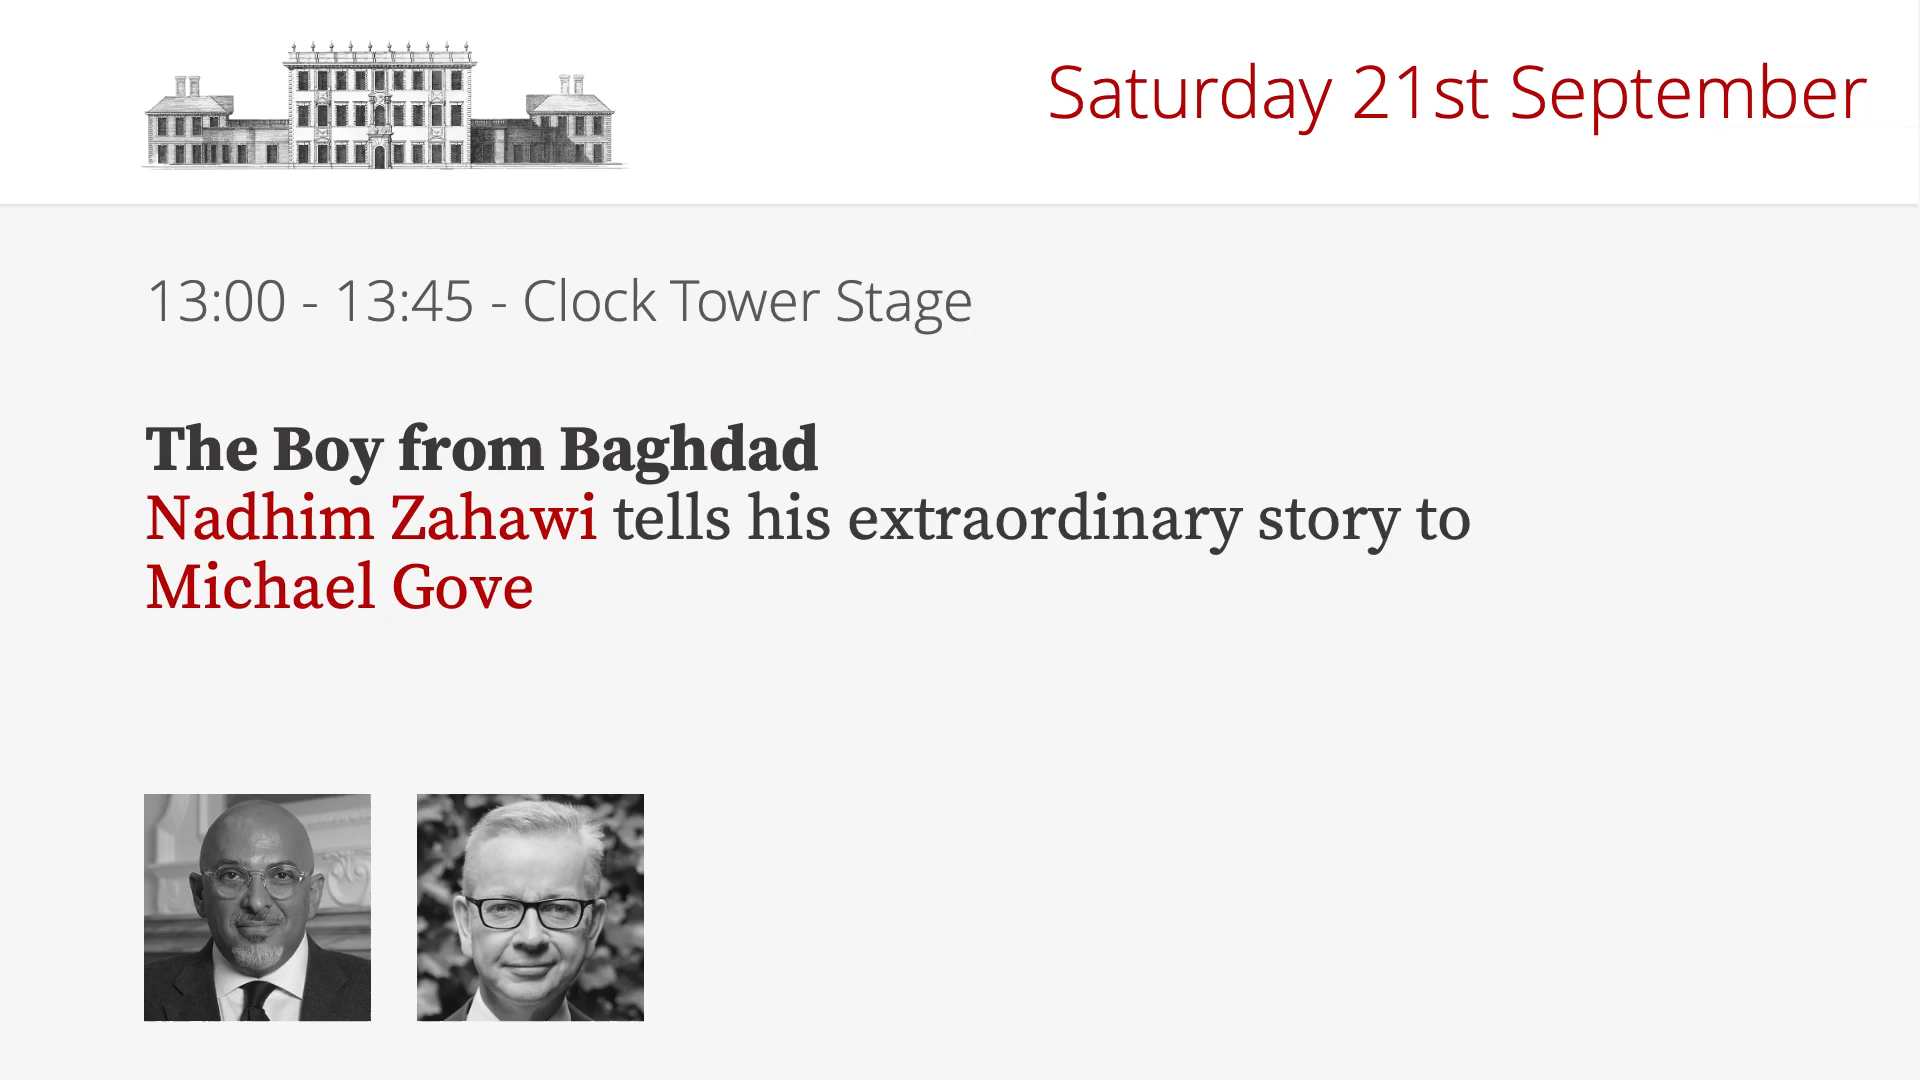 Saturday 21st September
13:00 - 13:45 - Clock Tower Stage
The Boy from Baghdad
Nadhim Zahawi tells his extraordinary story to
Michael Gove